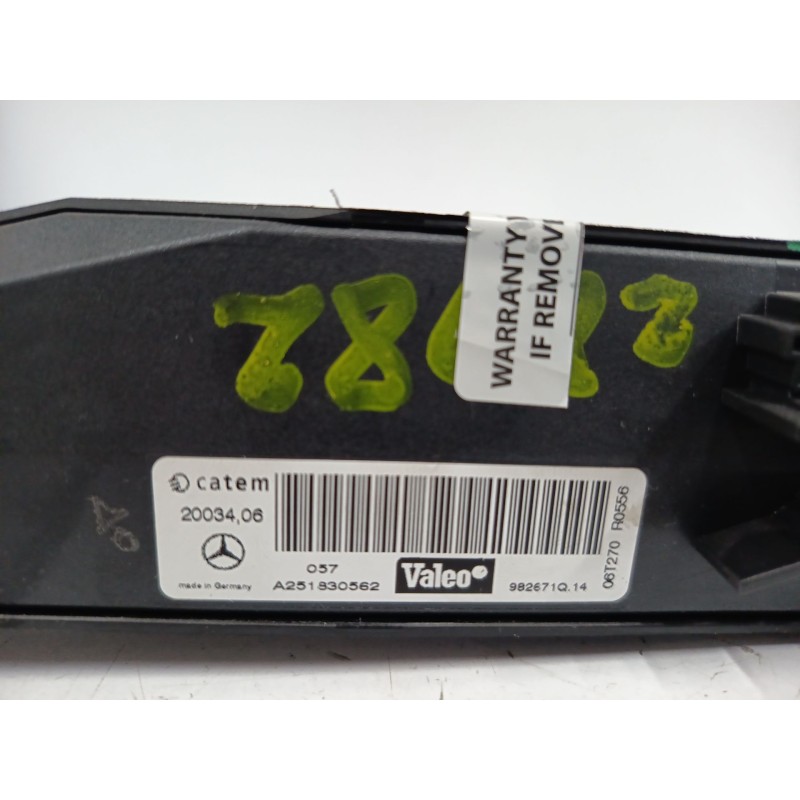 WARRANTY
IF REMOV
catem
20034,06
made in Germany
057
A251830562
Valeo
982671Q.14
06T270 R0556